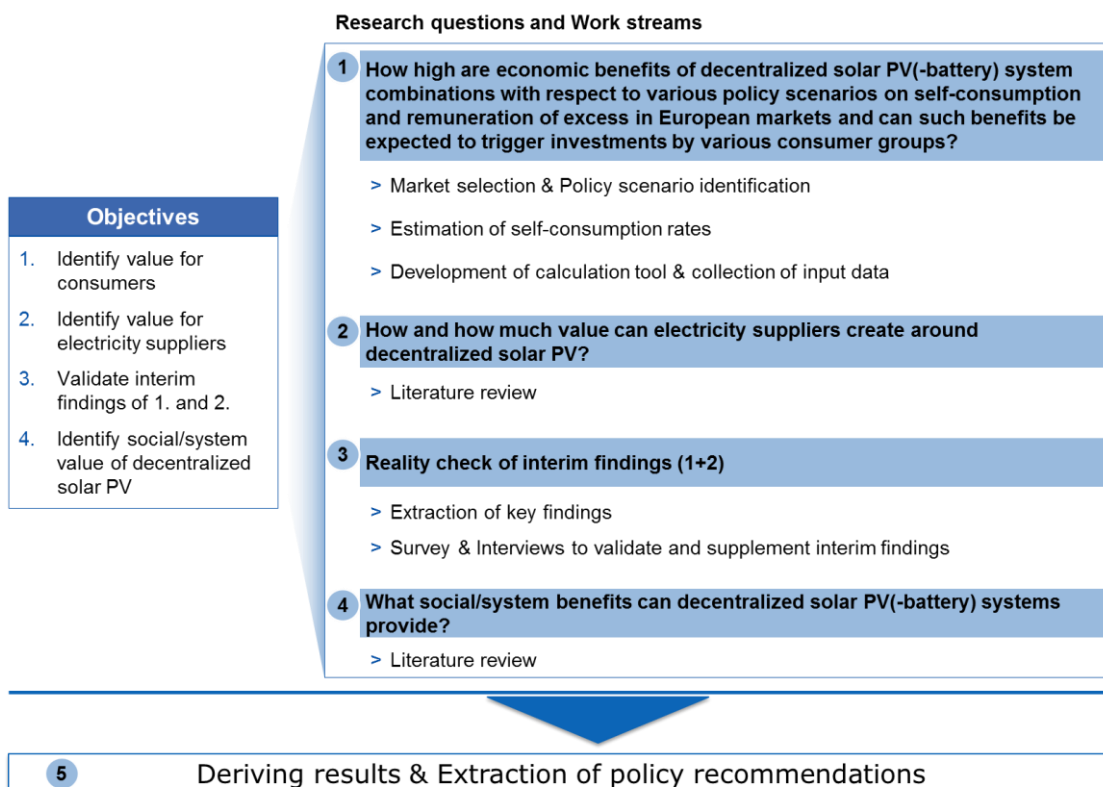 Research questions and Work streams
Objectives
1. Identify value for
consumers
2. Identify value for
electricity suppliers
3. Validate interim
findings of 1. and 2.
4. Identify social/system
value of decentralized
solar PV
1 How high are economic benefits of decentralized solar PV(-battery) system
combinations with respect to various policy scenarios on self-consumption
and remuneration of excess in European markets and can such benefits be
expected to trigger investments by various consumer groups?
> Market selection & Policy scenario identification
> Estimation of self-consumption rates
> Development of calculation tool & collection of input data
2 How and how much value can electricity suppliers create around
decentralized solar PV?
> Literature review
3 Reality check of interim findings (1+2)
> Extraction of key findings
> Survey & Interviews to validate and supplement interim findings
4 What social/system benefits can decentralized solar PV(-battery) systems
provide?
> Literature review
5 Deriving results & Extraction of policy recommendations